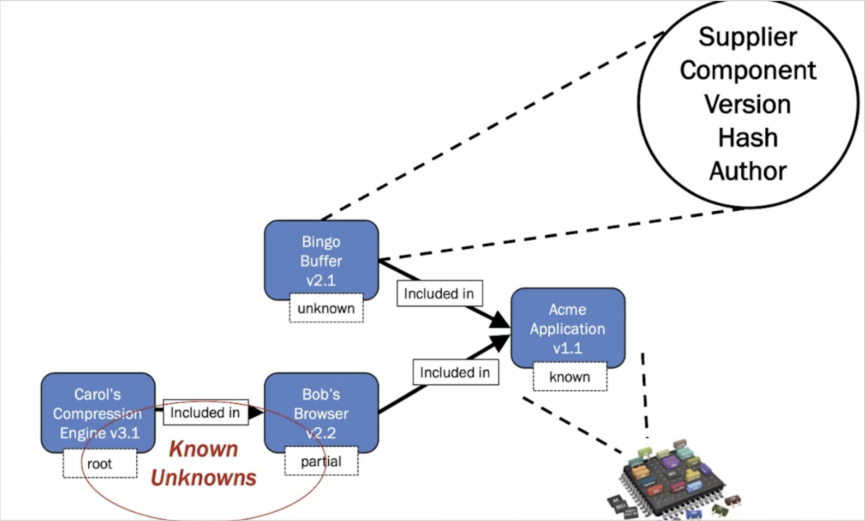 Supplier
Component
Version
Hash
Author
Bingo
Buffer
v2.1
unknown
Included in
Acme
Application
v1.1
known
Included in
Carol's
Compression
Engine v3.1
root
Included in
Bob's
Browser
v2.2
partial
Known
Unknowns